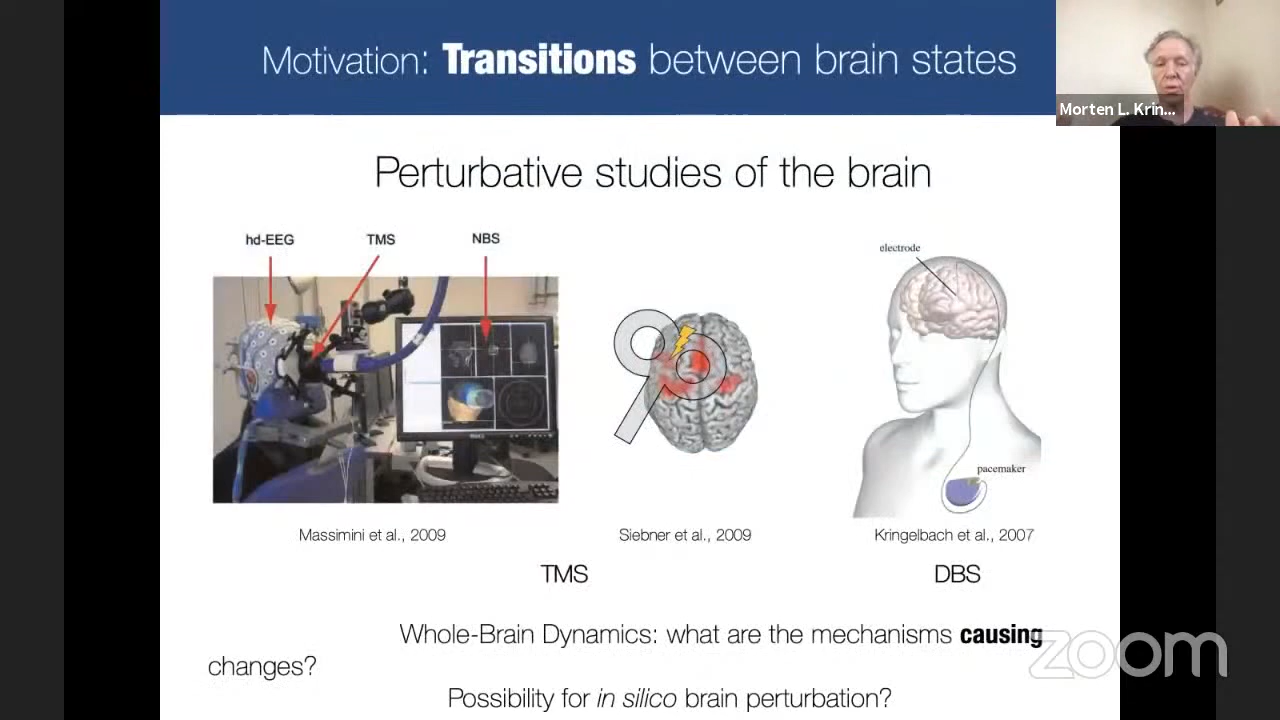 Motivation: Transitions between brain states
Morten L. Krin...
Perturbative studies of the brain
hd-EEG
TMS
NBS
electrode
pacemaker
Massimini et al., 2009
Siebner et al., 2009
Kringelbach et al., 2007
TMS
DBS
Whole-Brain Dynamics: what are the mechanisms causing
changes?
Possibility for in silico brain perturbation?
zoom